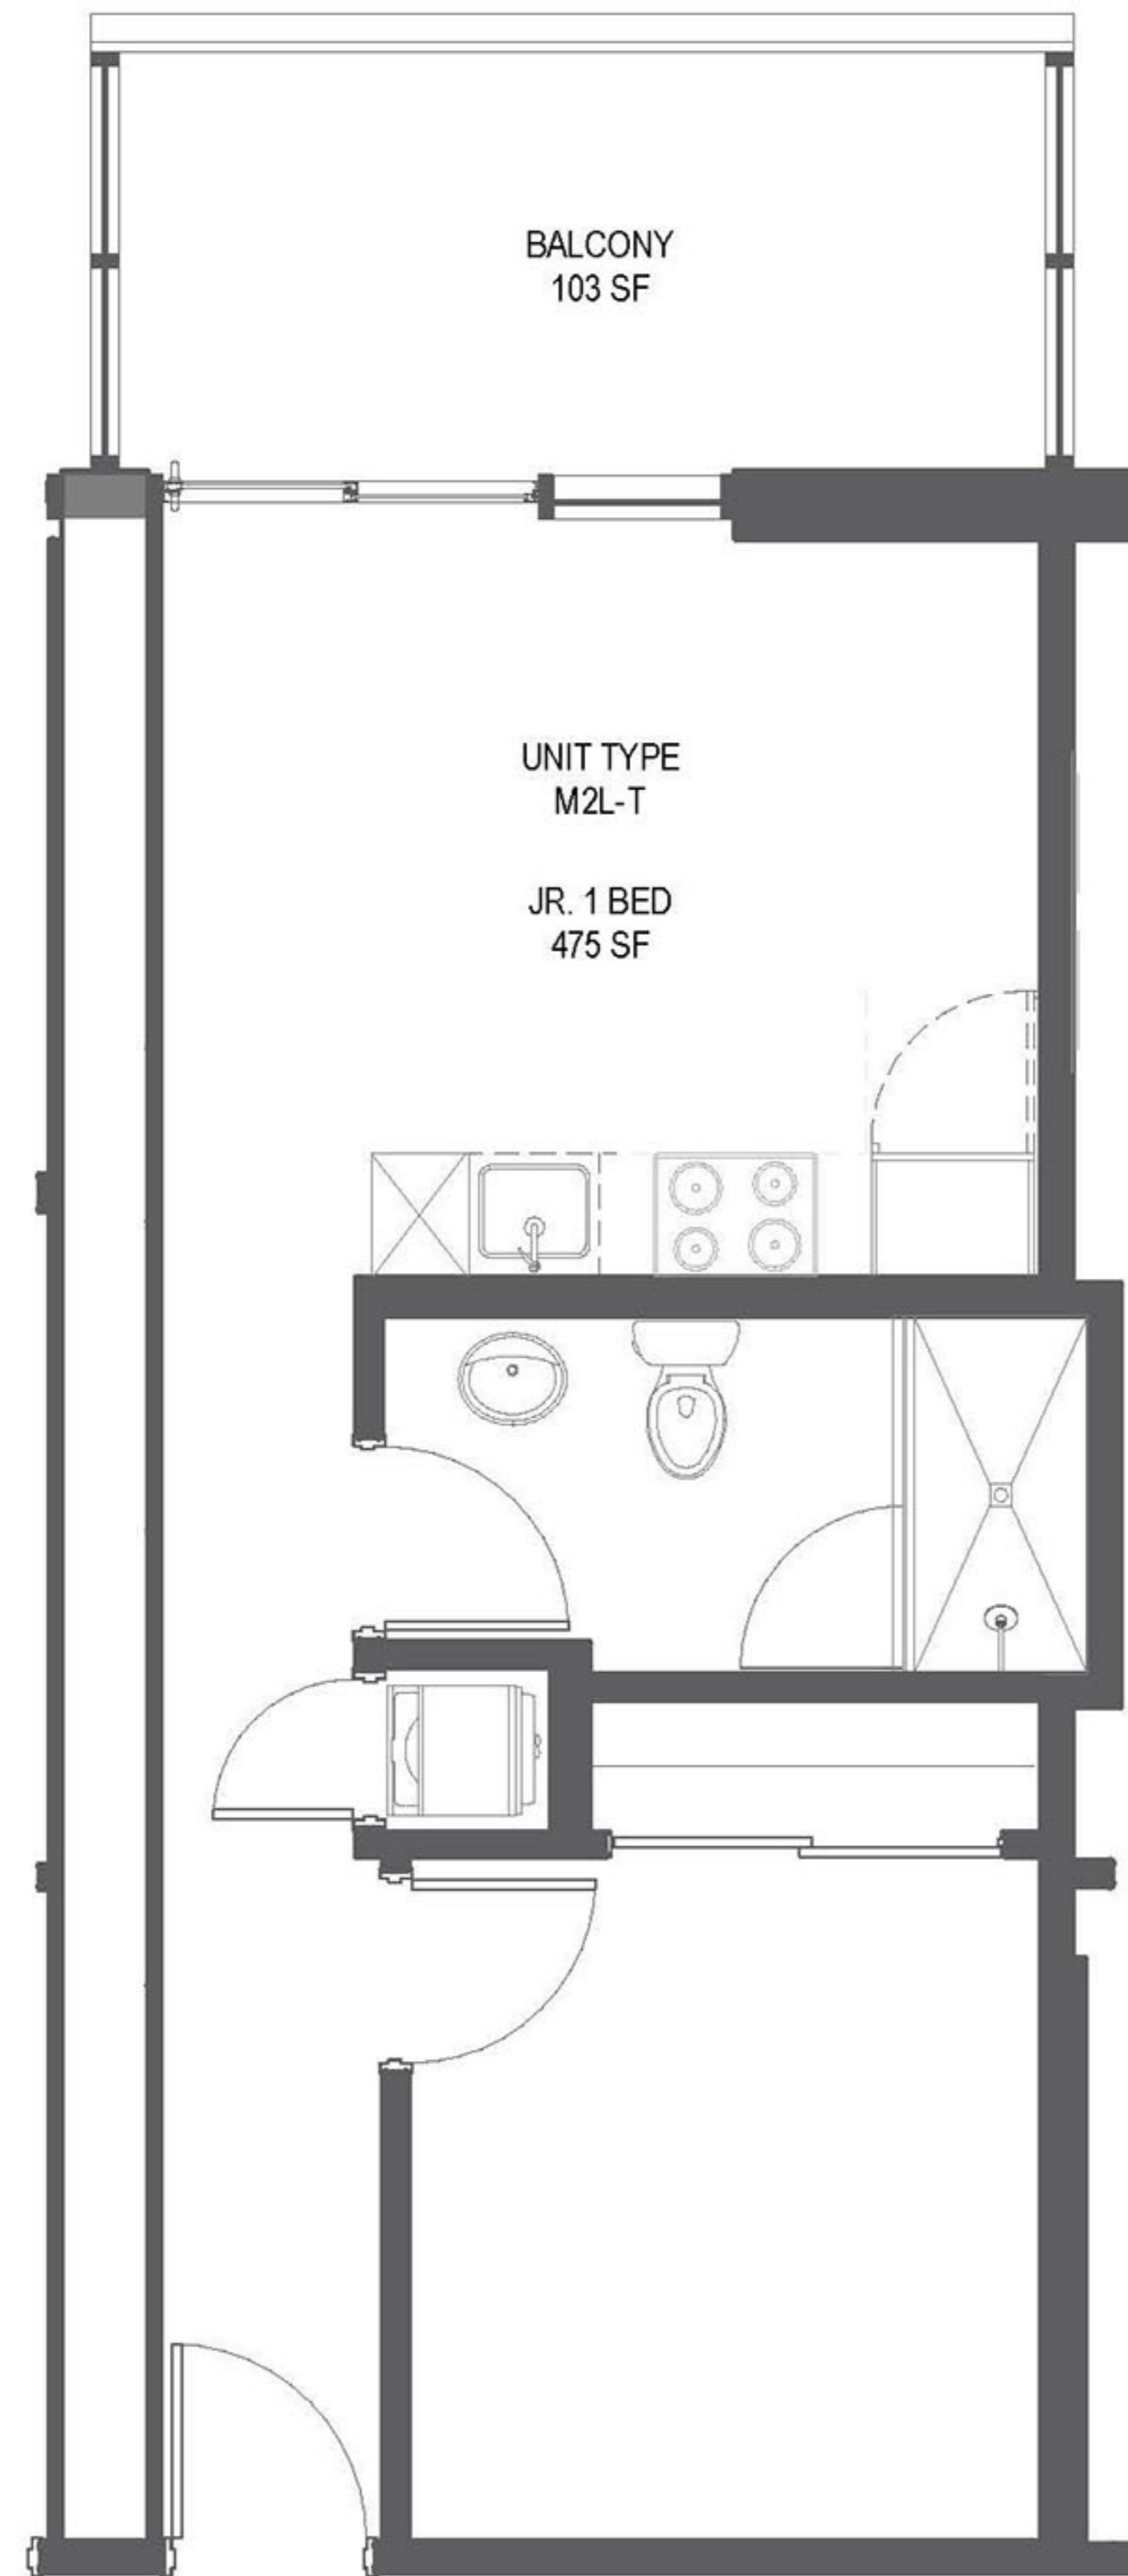 BALCONY
103 SF
UNIT TYPE
M2L-T
JR. 1 BED
475 SF